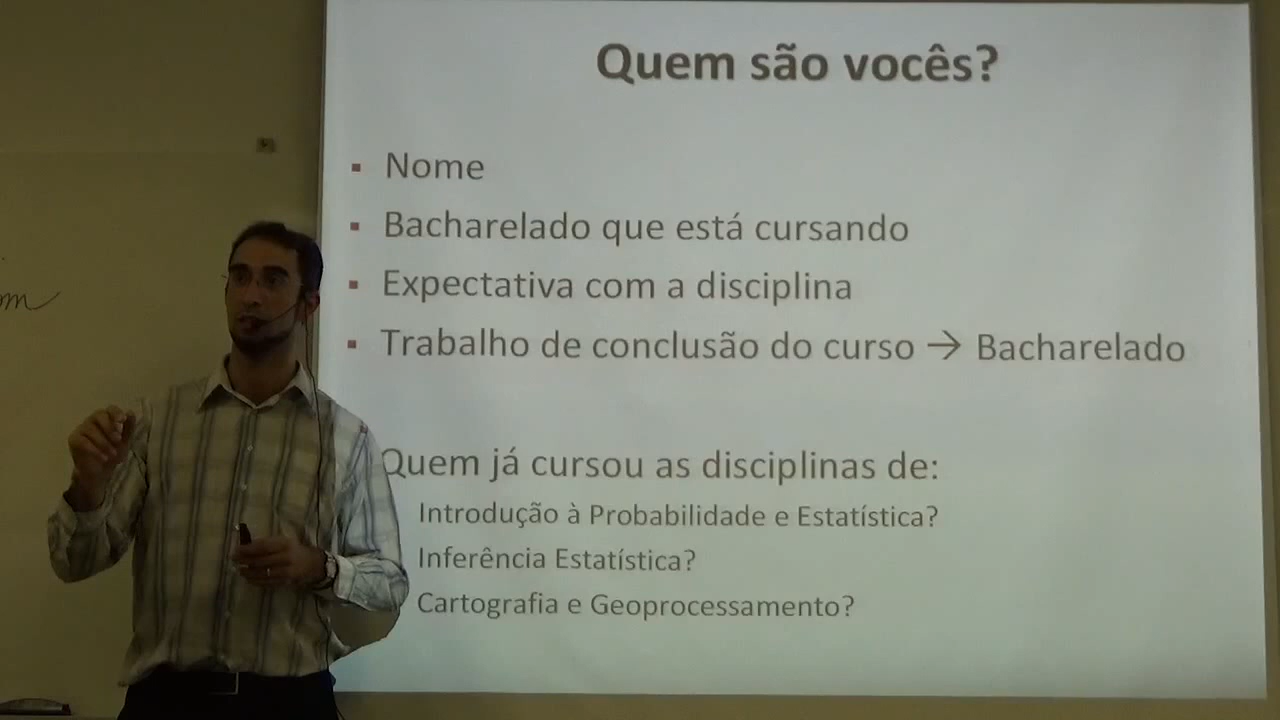 Quem são vocês?
Nome
Bacharelado que está cursando
Expectativa com a disciplina
Trabalho de conclusão do curso → Bacharelado
Quem já cursou as disciplinas de:
Introdução à Probabilidade e Estatística?
Inferência Estatística?
Cartografia e Geoprocessamento?